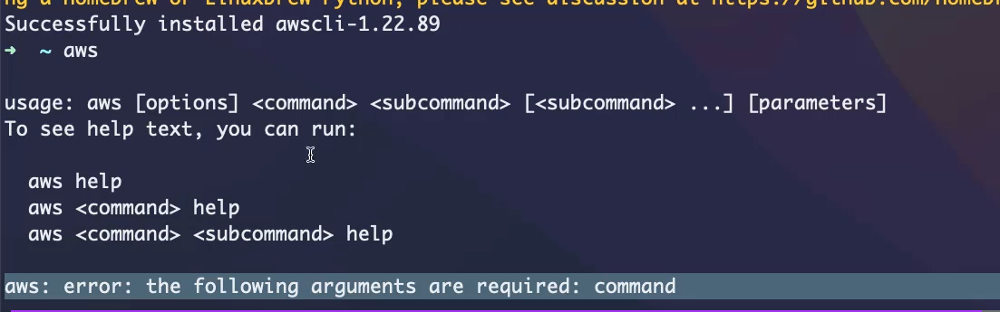 ng a Homebrew or Linuxbrew Python, please see discussion at https://github.com/Homebr
Successfully installed awscli-1.22.89
➜ ~ aws
usage: aws [options] <command> <subcommand> [<subcommand> ...] [parameters]
To see help text, you can run:
aws help
aws <command> help
aws <command> <subcommand> help
aws: error: the following arguments are required: command